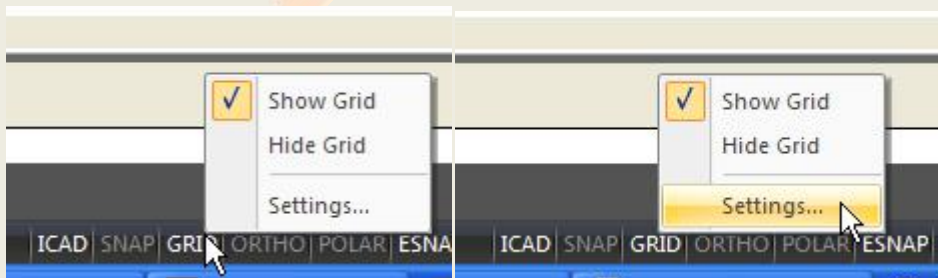 Show Grid
Hide Grid
Settings...
ICAD SNAP GRID ORTHO POLAR ESNA
Show Grid
Hide Grid
Settings...
ICAD SNAP GRID ORTHO POLAR ESNAP